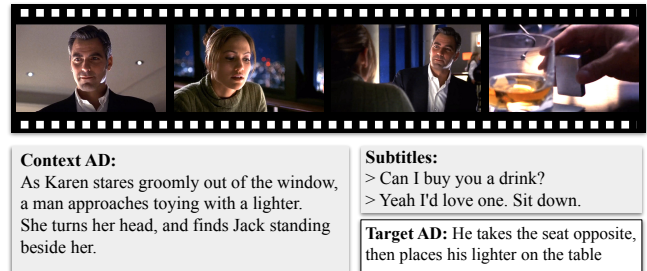 Context AD:
As Karen stares groomly out of the window,
a man approaches toying with a lighter.
She turns her head, and finds Jack standing
beside her.
Subtitles:
> Can I buy you a drink?
> Yeah I'd love one. Sit down.
Target AD: He takes the seat opposite,
then places his lighter on the table